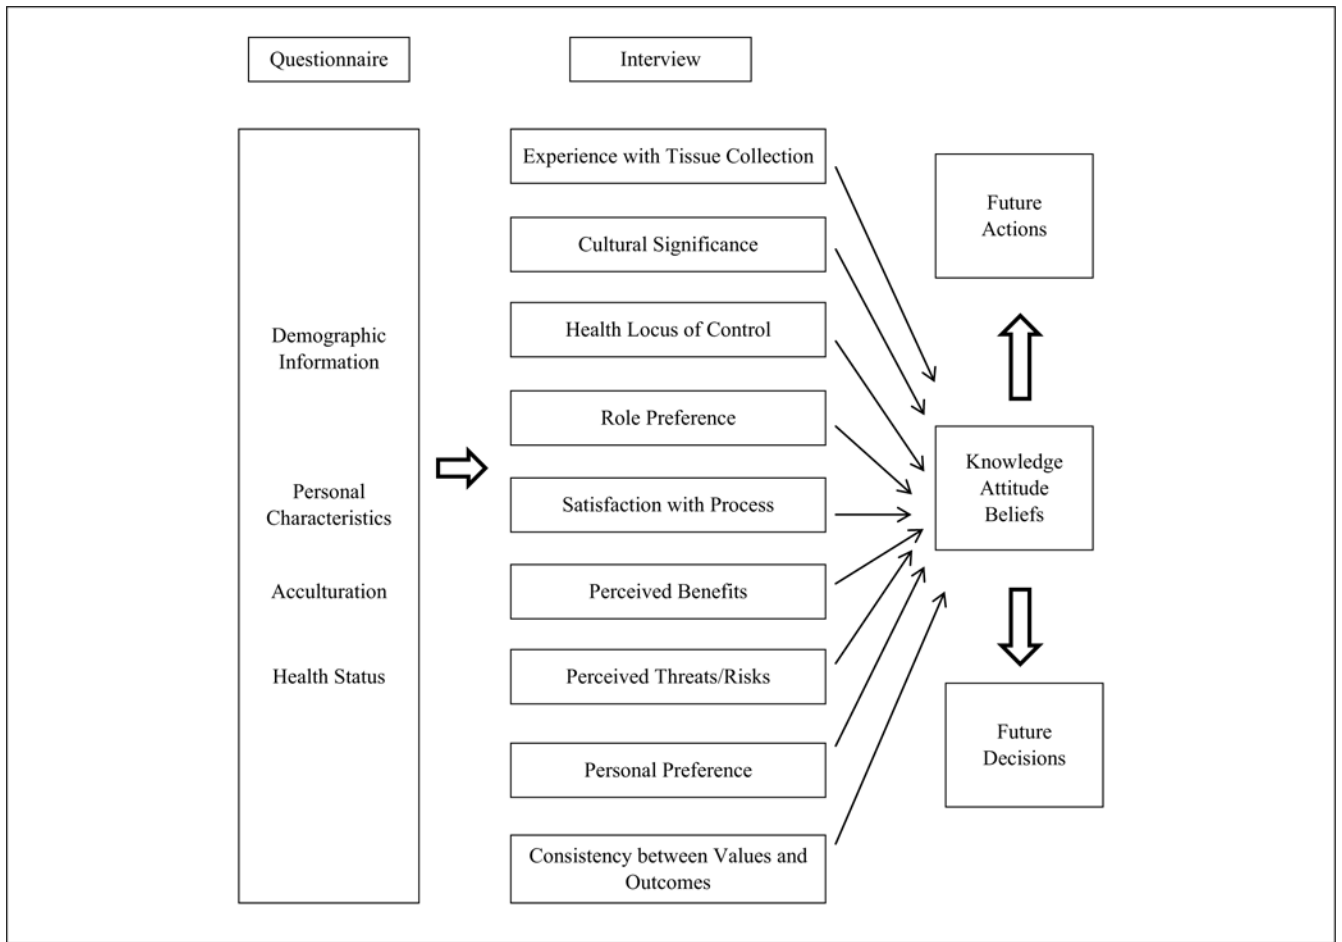 Questionnaire
Interview
Demographic
Information
Personal
Characteristics
Acculturation
Health Status
Experience with Tissue Collection
Cultural Significance
Health Locus of Control
Role Preference
Satisfaction with Process
Perceived Benefits
Perceived Threats/Risks
Personal Preference
Consistency between Values and
Outcomes
Future
Actions
Knowledge
Attitude
Beliefs
Future
Decisions